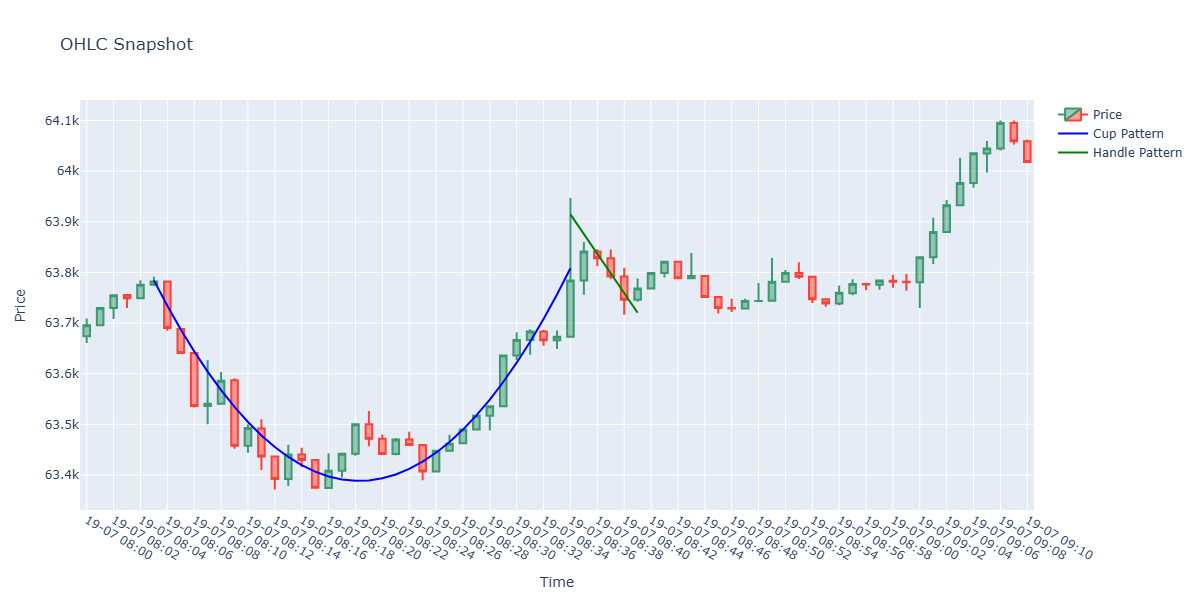 OHLC Snapshot
Price
Cup Pattern
Handle Pattern
64.1k
64k
63.9k
63.8k
63.7k
63.6k
63.5k
63.4k
Price
19-07 08:00
19-07 08:02
19-07 08:04
19-07 08:06
19-07 08:08
19-07 08:10
19-07 08:12
19-07 08:14
19-07 08:16
19-07 08:18
19-07 08:20
19-07 08:22
19-07 08:24
19-07 08:26
19-07 08:28
19-07 08:30
19-07 08:32
19-07 08:34
19-07 08:36
19-07 08:38
19-07 08:40
19-07 08:42
19-07 08:44
19-07 08:46
19-07 08:48
19-07 08:50
19-07 08:52
19-07 08:54
19-07 08:56
19-07 08:58
19-07 09:00
19-07 09:02
19-07 09:04
19-07 09:06
19-07 09:08
19-07 09:10
Time